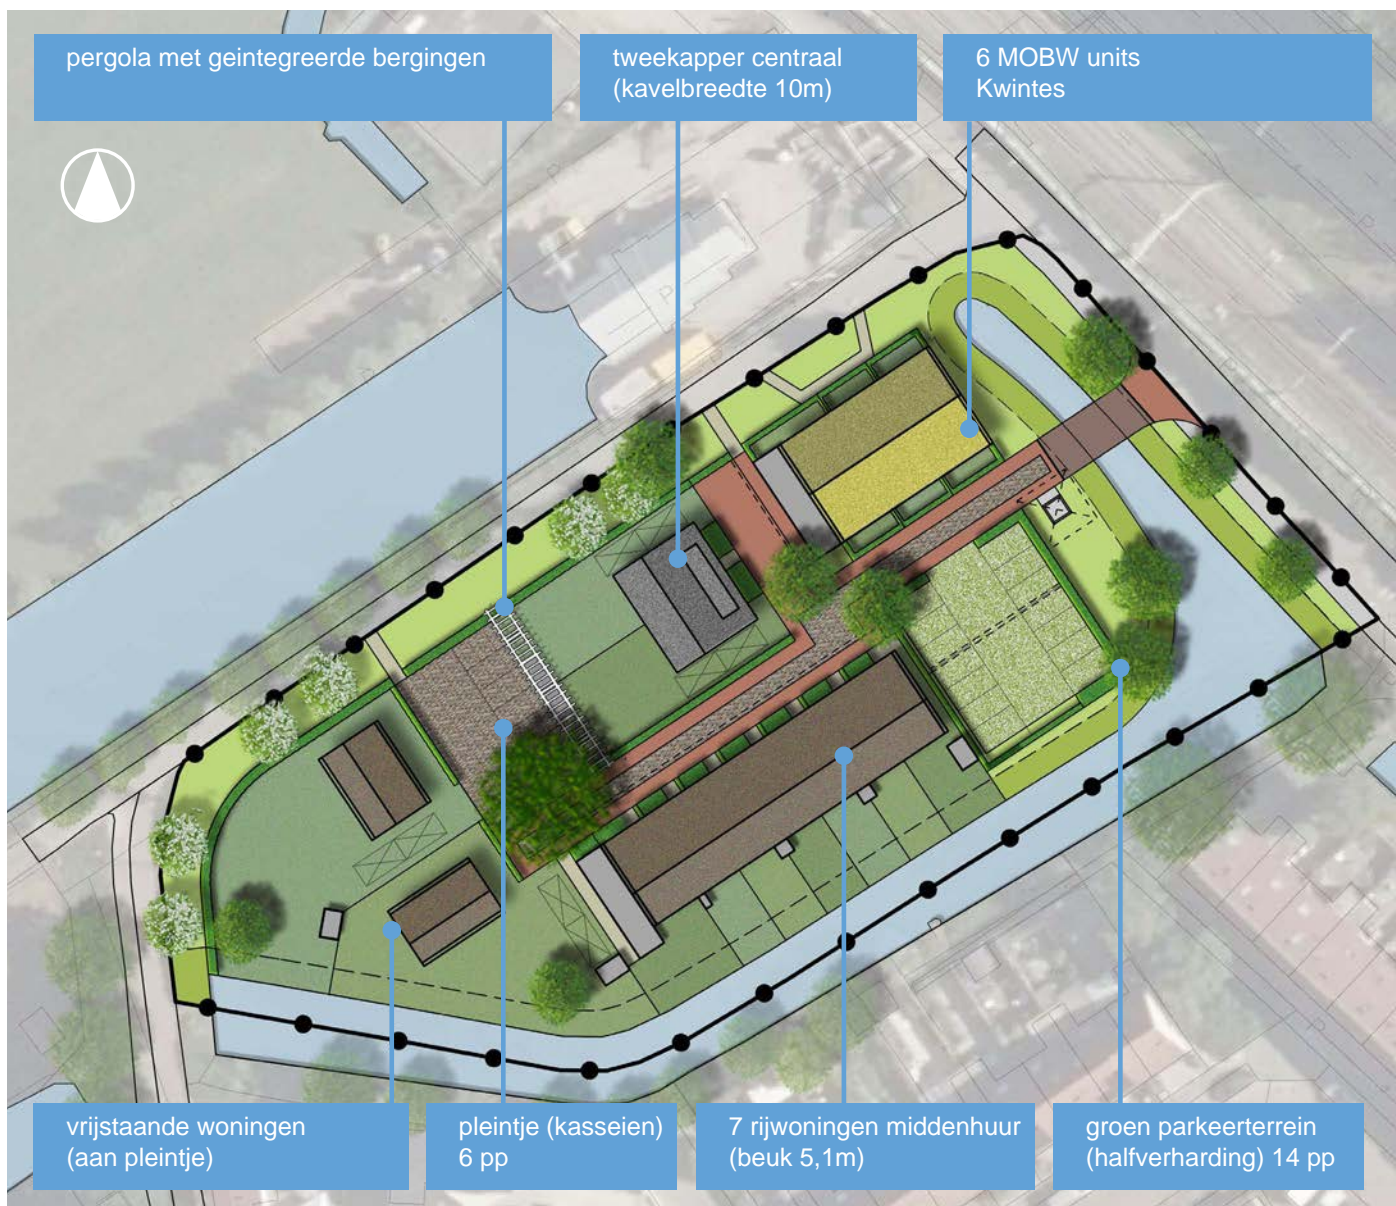 pergola met geintegreerde bergingen
tweekapper centraal
(kavelbreedte 10m)
6 MOBW units
Kwintes
vrijstaande woningen
(aan pleintje)
pleintje (kasseien)
6 pp
7 rijwoningen middenhuur
(beuk 5,1m)
groen parkeerterrein
(halfverharding) 14 pp